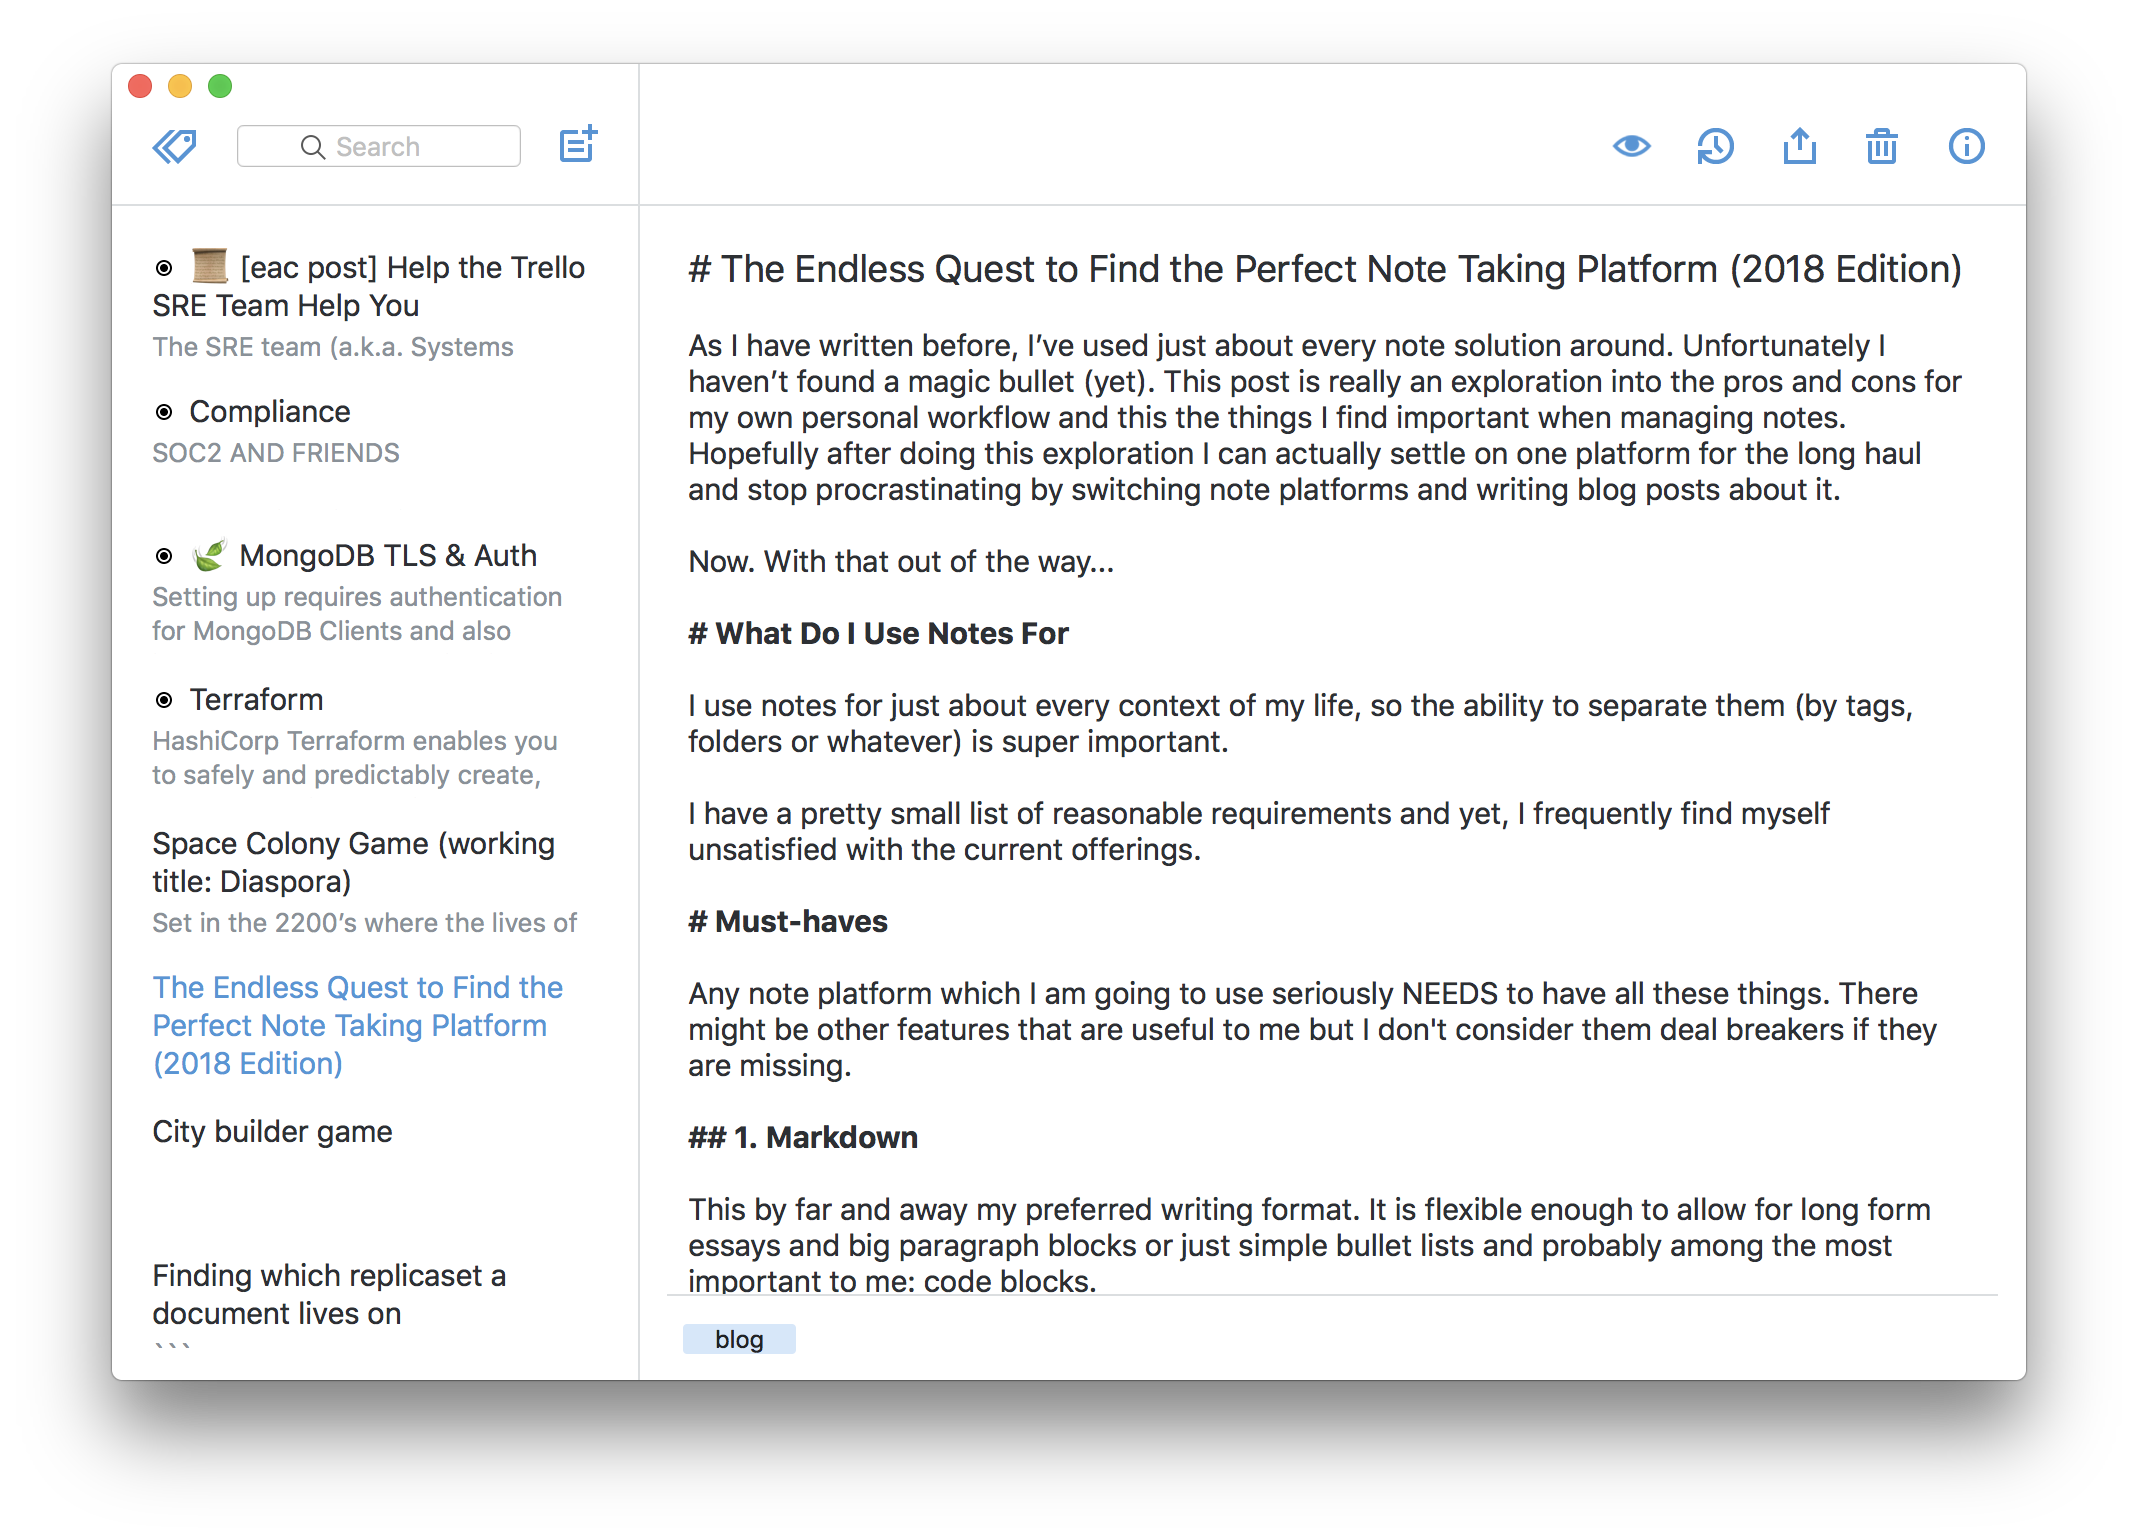 Search
[eac post] Help the Trello
SRE Team Help You
The SRE team (a.k.a. Systems
Compliance
SOC2 AND FRIENDS
MongoDB TLS & Auth
Setting up requires authentication
for MongoDB Clients and also
Terraform
HashiCorp Terraform enables you
to safely and predictably create,
Space Colony Game (working
title: Diaspora)
Set in the 2200’s where the lives of
The Endless Quest to Find the
Perfect Note Taking Platform
(2018 Edition)
City builder game
Finding which replicaset a
document lives on
```
# The Endless Quest to Find the Perfect Note Taking Platform (2018 Edition)
As I have written before, I’ve used just about every note solution around. Unfortunately I
haven’t found a magic bullet (yet). This post is really an exploration into the pros and cons for
my own personal workflow and this the things I find important when managing notes.
Hopefully after doing this exploration I can actually settle on one platform for the long haul
and stop procrastinating by switching note platforms and writing blog posts about it.
Now. With that out of the way...
# What Do I Use Notes For
I use notes for just about every context of my life, so the ability to separate them (by tags,
folders or whatever) is super important.
I have a pretty small list of reasonable requirements and yet, I frequently find myself
unsatisfied with the current offerings.
# Must-haves
Any note platform which I am going to use seriously NEEDS to have all these things. There
might be other features that are useful to me but I don't consider them deal breakers if they
are missing.
## 1. Markdown
This by far and away my preferred writing format. It is flexible enough to allow for long form
essays and big paragraph blocks or just simple bullet lists and probably among the most
important to me: code blocks.
blog